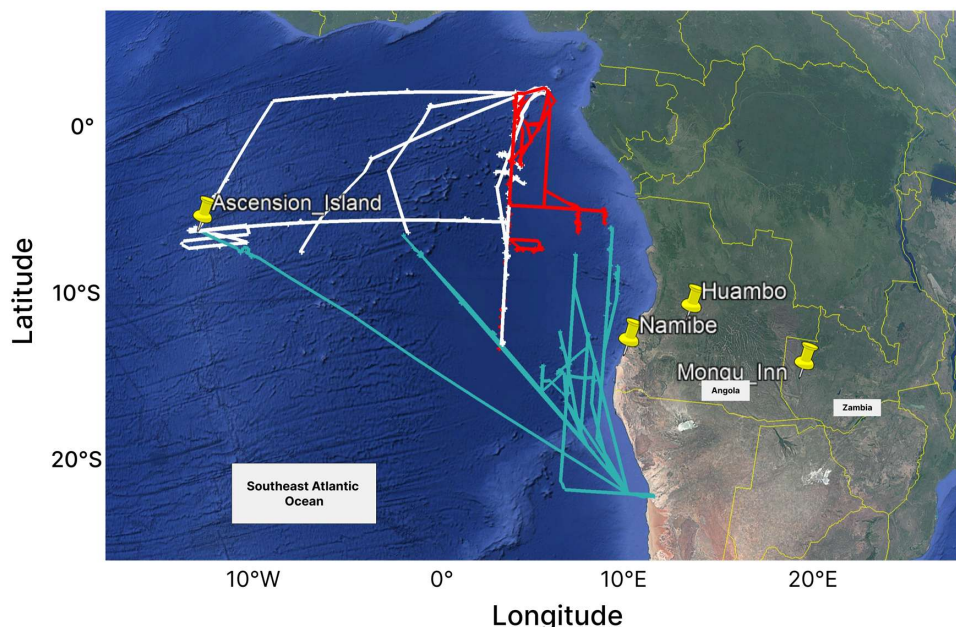 Latitude
0°
10°S
20°S
Ascension_Island
Huambo
Namibe
Mongu_Inn
Angola
Zambia
Southeast Atlantic
Ocean
10°W
0°
10°E
20°E
Longitude